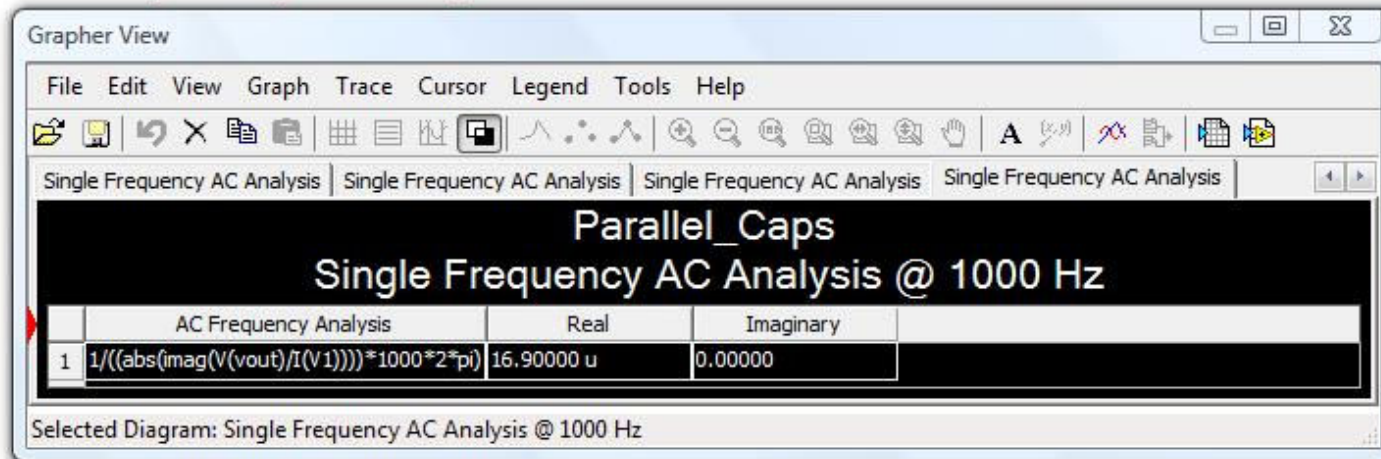 Grapher View
File Edit View Graph Trace Cursor Legend Tools Help
A
Single Frequency AC Analysis Single Frequency AC Analysis Single Frequency AC Analysis Single Frequency AC Analysis
Parallel_Caps
Single Frequency AC Analysis @ 1000 Hz
AC Frequency Analysis Real Imaginary
1 1/((abs(imag(V(vout)/I(V1))))*1000*2*pi) 16.90000 u 0.00000
Selected Diagram: Single Frequency AC Analysis @ 1000 Hz